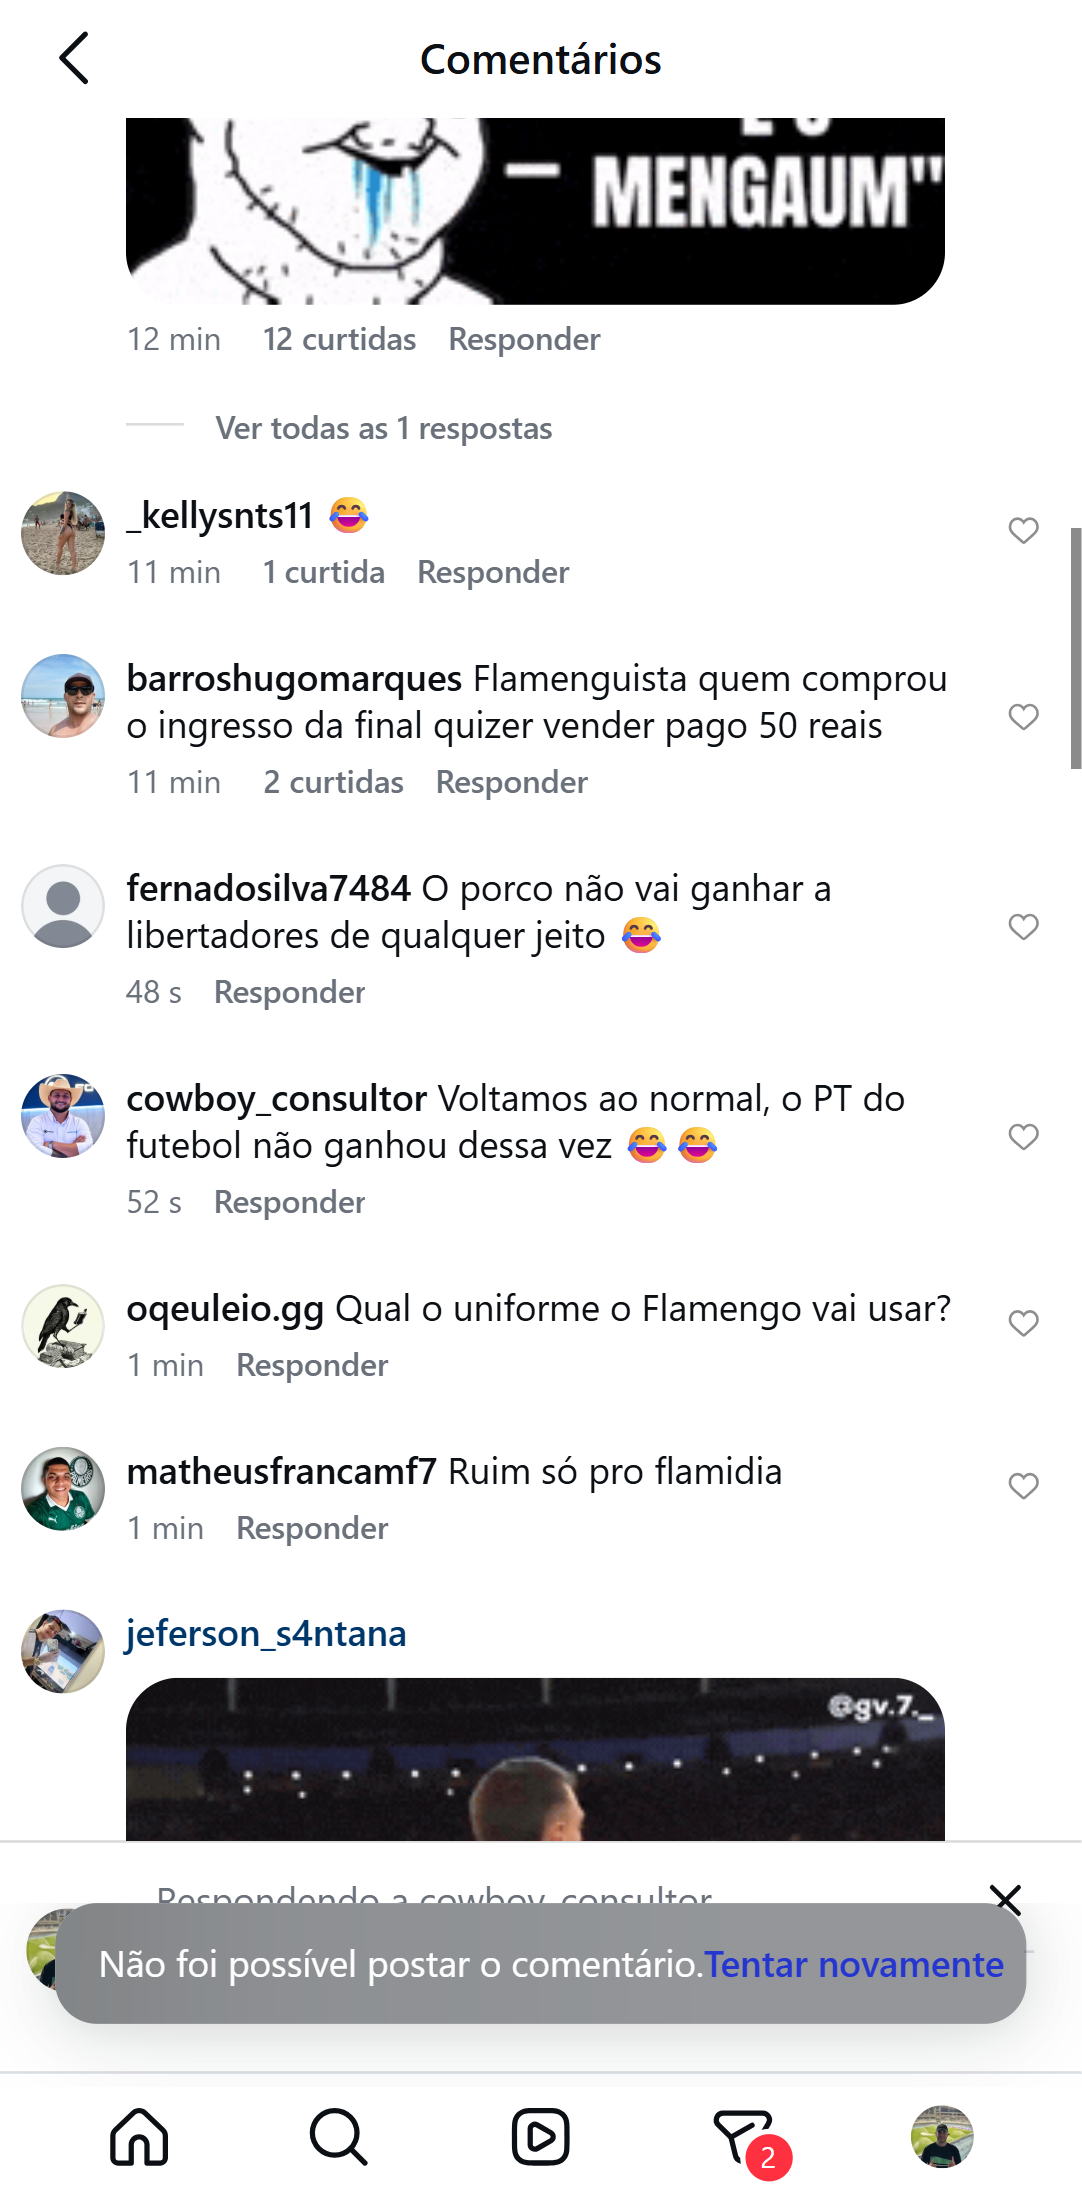 Comentários
MENGAUM"
12 min 12 curtidas Responder
Ver todas as 1 respostas
_kellysnts11 😂
11 min 1 curtida Responder
barroshugomarques Flamenguista quem comprou
o ingresso da final quizer vender pago 50 reais
11 min 2 curtidas Responder
fernadosilva7484 O porco não vai ganhar a
libertadores de qualquer jeito 😂
48 s Responder
cowboy_consultor Voltamos ao normal, o PT do
futebol não ganhou dessa vez 😂😂
52 s Responder
oqeuleio.gg Qual o uniforme o Flamengo vai usar?
1 min Responder
matheusfrancamf7 Ruim só pro flamidia
1 min Responder
jeferson_s4ntana
@gv.7._
Respondendo a cowboy_consultor
Não foi possível postar o comentário.Tentar novamente
2